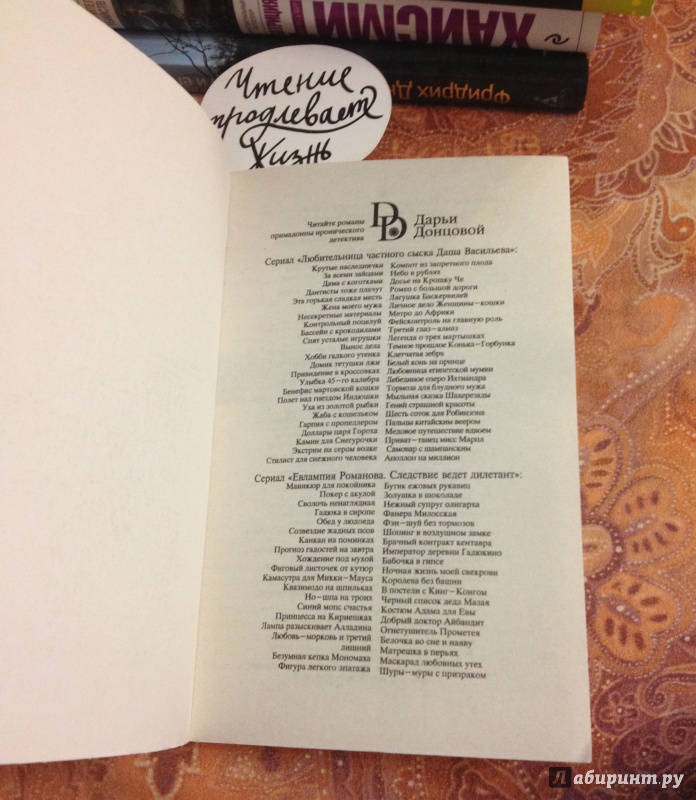 ХАЙСМИ
Фридрих
Чтение
продлевает
жизнь
Читайте романы
примадонны иронического
детектива
DD
Дарьи
Донцовой
Сериал «Любительница частного сыска Даша Васильева»:
Крутые наследнички
За всеми зайцами
Дама с коготками
Дантисты тоже плачут
Эта горькая сладкая месть
Жена моего мужа
Несекретные материалы
Контрольный поцелуй
Бассейн с крокодилами
Спят усталые игрушки
Вынос дела
Хобби гадкого утенка
Домик тетушки лжи
Привидение в кроссовках
Улыбка 45-го калибра
Бенефис мартовской кошки
Полет над гнездом Индюшки
Уха из золотой рыбки
Жаба с кошельком
Гарпия с пропеллером
Доллары царя Гороха
Камин для Снегурочки
Экстрим на сером волке
Стилист для снежного человека
Компот из запретного плода
Небо в рублях
Досье на Крошку Че
Ромео с большой дороги
Лягушка Баскервилей
Личное дело Женщины-кошки
Метро до Африки
Фейсконтроль на главную роль
Третий глаз-алмаз
Легенда о трех мартышках
Темное прошлое Конька-Горбунка
Клетчатая зебра
Белый конь на принце
Любовница египетской мумии
Лебединое озеро Ихтиандра
Тормоза для блудного мужа
Мыльная сказка Шахерезады
Гений страшной красоты
Шесть соток для Робинзона
Пальцы китайским веером
Медовое путешествие втроем
Приват-танец мисс Марпл
Самовар с шампанским
Аполлон на миллион
Сериал «Евлампия Романова. Следствие ведет дилетант»:
Маникюр для покойника
Покер с акулой
Сволочь ненаглядная
Гадюка в сиропе
Обед у людоеда
Созвездие жадных псов
Канкан на поминках
Прогноз гадостей на завтра
Хождение под мухой
Фиговый листочек от кутюр
Камасутра для Микки-Мауса
Квазимодо на шпильках
Но-шпа на троих
Синий мопс счастья
Принцесса на Кириешках
Лампа разыскивает Алладина
Любовь-морковь и третий
лишний
Безумная кепка Мономаха
Фигура легкого эпатажа
Бутик ежовых рукавиц
Золушка в шоколаде
Нежный супруг олигарха
Фанера Милосская
Фэн-шуй без тормозов
Шопинг в воздушном замке
Брачный контракт кентавра
Император деревни Гадюкино
Бабочка в гипсе
Ночная жизнь моей свекрови
Королева без башни
В постели с Кинг-Конгом
Черный список деда Мазая
Костюм Адама для Евы
Добрый доктор Айбандит
Огнетушитель Прометея
Белочка во сне и наяву
Матрешка в перьях
Маскарад любовных утех
Шуры-муры с призраком
Лабиринт.ру